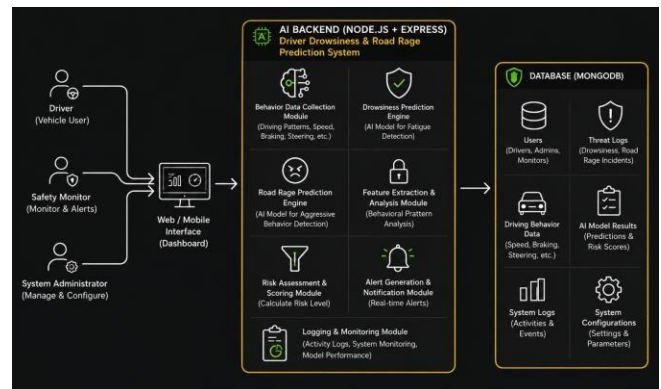 Driver
(Vehicle User)
Safety Monitor
(Monitor & Alerts)
System Administrator
(Manage & Configure)
Web / Mobile
Interface
(Dashboard)
AI BACKEND (NODE.JS + EXPRESS)
Driver Drowsiness & Road Rage
Prediction System
Behavior Data Collection
Module
(Driving Patterns, Speed,
Braking, Steering, etc.)
Drowsiness Prediction
Engine
(AI Model for Fatigue
Detection)
Road Rage Prediction
Engine
(AI Model for Aggressive
Behavior Detection)
Feature Extraction &
Analysis Module
(Behavioral Prattern
Analysis)
Risk Assessment &
Scoring Module
(Calculate Risk Level)
Alert Generation &
Notification Module
(Real-time Alerts)
Logging & Monitoring Module
(Activity Logs, System Monitoring,
Model Performance)
DATABASE (MONGODB)
Users
(Drivers, Admins,
Monitors)
Threat Logs
(Drowsiness, Road
Rage Incidents)
Driving Behavior
Data
(Speed, Braking,
Steering, etc.)
AI Model Results
(Predictions &
Risk Scores)
System Logs
(Activities &
Events)
System
Configurations
(Settings &
Parameters)